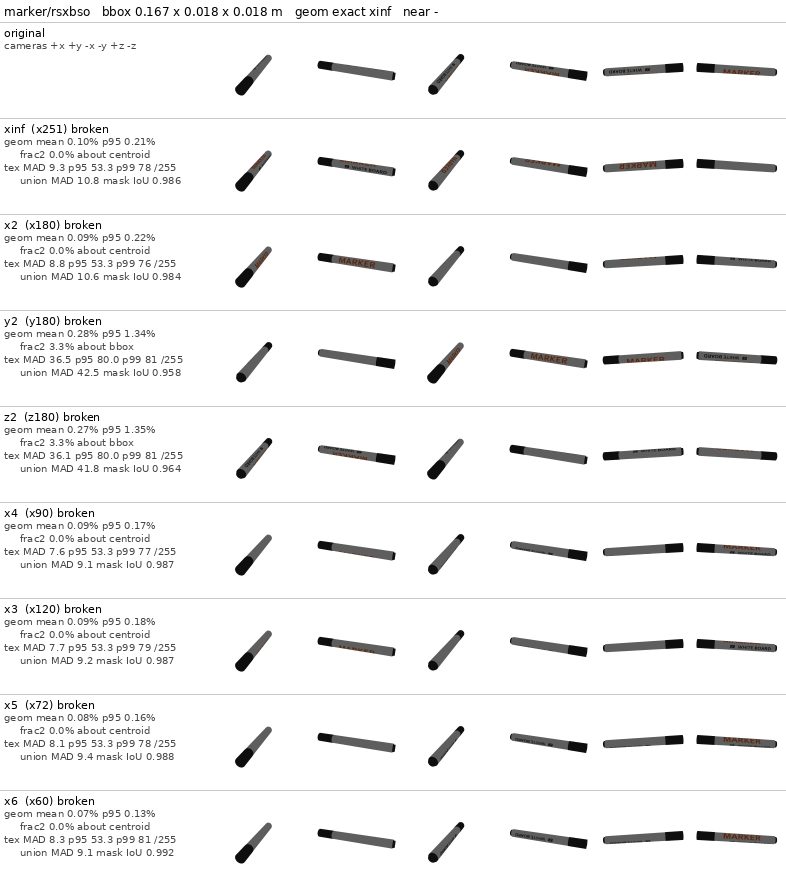 marker/rsxbso bbox 0.167 x 0.018 x 0.018 m geom exact xinf near -
original
cameras +x +y -x -y +z -z
WHITE BOARD
MARKER
xinf (x251) broken
geom mean 0.10% p95 0.21%
frac2 0.0% about centroid
tex MAD 9.3 p95 53.3 p99 78 /255
union MAD 10.8 mask IoU 0.986
WHITE BOARD
MARKER
x2 (x180) broken
geom mean 0.09% p95 0.22%
frac2 0.0% about centroid
tex MAD 8.8 p95 53.3 p99 76 /255
union MAD 10.6 mask IoU 0.984
MARKER
y2 (y180) broken
geom mean 0.28% p95 1.34%
frac2 3.3% about bbox
tex MAD 36.5 p95 80.0 p99 81 /255
union MAD 42.5 mask IoU 0.958
MARKER MARKER WHITE BOARD
z2 (z180) broken
geom mean 0.27% p95 1.35%
frac2 3.3% about bbox
tex MAD 36.1 p95 80.0 p99 81 /255
union MAD 41.8 mask IoU 0.964
x4 (x90) broken
geom mean 0.09% p95 0.17%
frac2 0.0% about centroid
tex MAD 7.6 p95 53.3 p99 77 /255
union MAD 9.1 mask IoU 0.987
MARKER
x3 (x120) broken
geom mean 0.09% p95 0.18%
frac2 0.0% about centroid
tex MAD 7.7 p95 53.3 p99 79 /255
union MAD 9.2 mask IoU 0.987
WHITE BOARD
x5 (x72) broken
geom mean 0.08% p95 0.16%
frac2 0.0% about centroid
tex MAD 8.1 p95 53.3 p99 78 /255
union MAD 9.4 mask IoU 0.988
MARKER
x6 (x60) broken
geom mean 0.07% p95 0.13%
frac2 0.0% about centroid
tex MAD 8.3 p95 53.3 p99 81 /255
union MAD 9.1 mask IoU 0.992
MARKER